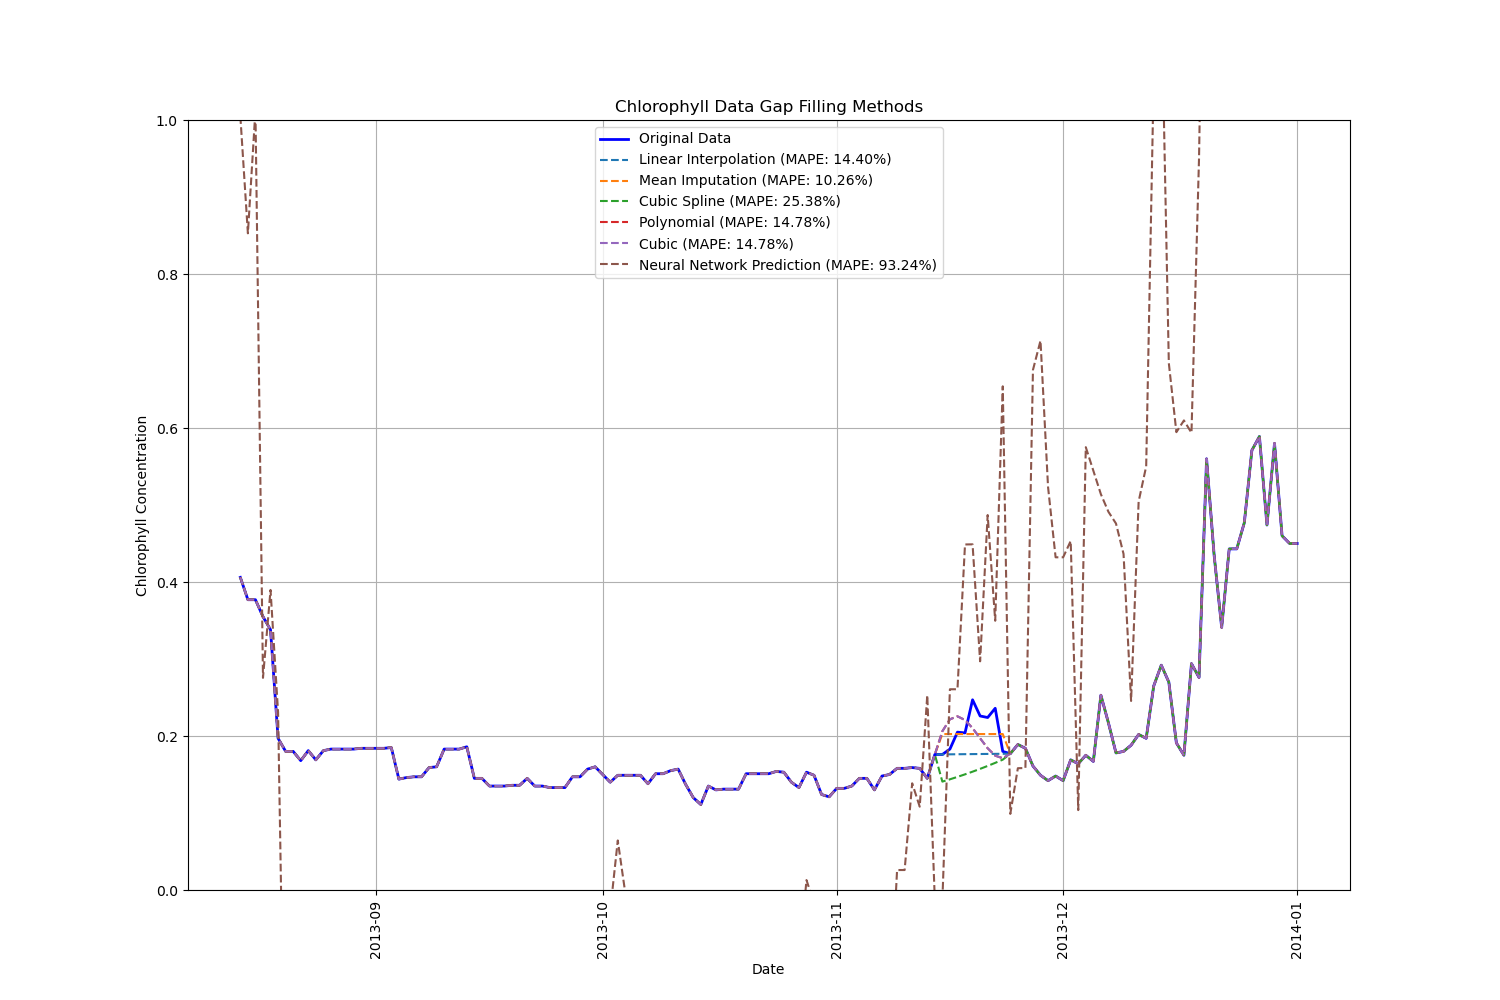 Chlorophyll Data Gap Filling Methods
1.0
0.8
0.6
0.4
0.2
0.0
Chlorophyll Concentration
Original Data
Linear Interpolation (MAPE: 14.40%)
Mean Imputation (MAPE: 10.26%)
Cubic Spline (MAPE: 25.38%)
Polynomial (MAPE: 14.78%)
Cubic (MAPE: 14.78%)
Neural Network Prediction (MAPE: 93.24%)
2013-09
2013-10
2013-11
2013-12
2014-01
Date